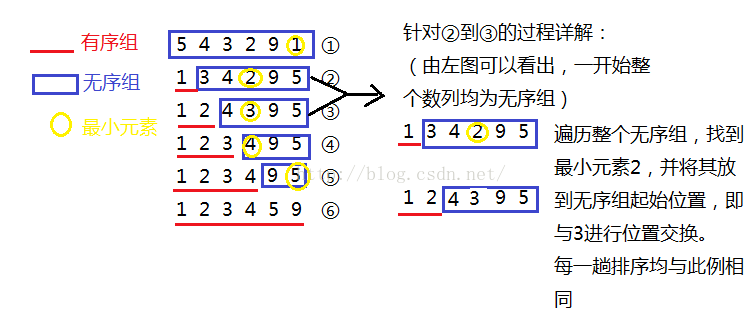 有序组
无序组
最小元素
5 4 3 2 9 1 ①
1 3 4 2 9 5 ②
1 2 4 3 9 5 ③
1 2 3 4 9 5 ④
1 2 3 4 9 5 ⑤
1 2 3 4 5 9 ⑥
http://blog.csdn.net/
针对②到③的过程详解：
（由左图可以看出，一开始整
个数列均为无序组）
1 3 4 2 9 5
1 2 4 3 9 5
遍历整个无序组，找到
最小元素2，并将其放
到无序组起始位置，即
与3进行位置交换。
每一趟排序均与此例相
同